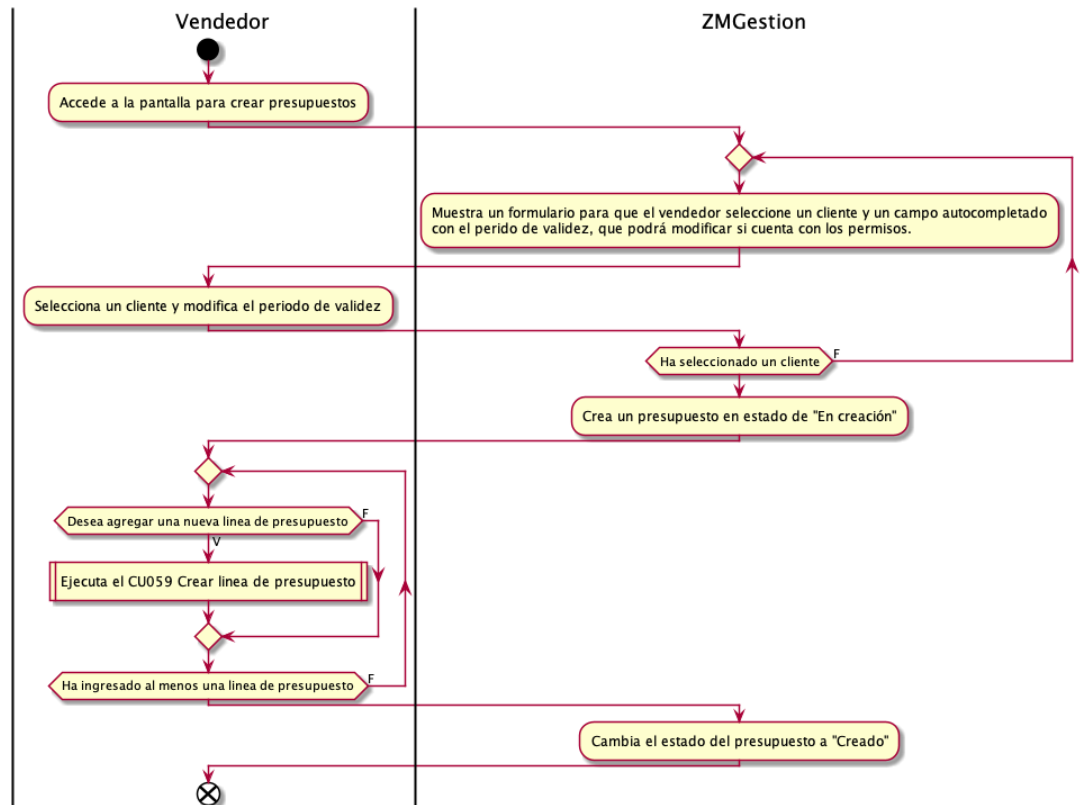 Vendedor
ZMGestion
Accede a la pantalla para crear presupuestos
Muestra un formulario para que el vendedor seleccione un cliente y un campo autocompletado
con el perido de validez, que podrá modificar si cuenta con los permisos.
Selecciona un cliente y modifica el periodo de validez
Ha seleccionado un cliente
F
Crea un presupuesto en estado de "En creación"
Desea agregar una nueva linea de presupuesto
F
V
Ejecuta el CU059 Crear linea de presupuesto
Ha ingresado al menos una linea de presupuesto
F
Cambia el estado del presupuesto a "Creado"